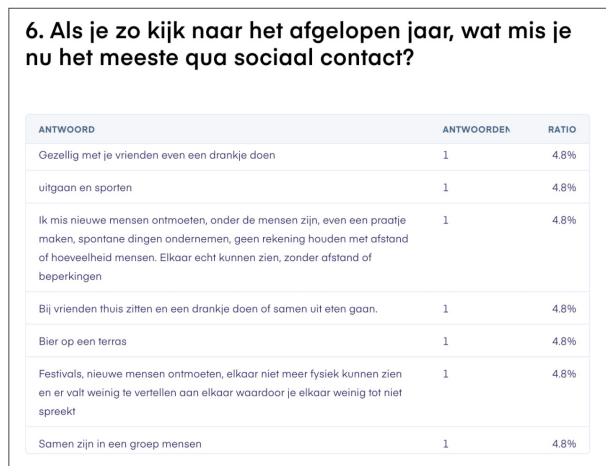 6. Als je zo kijk naar het afgelopen jaar, wat mis je
nu het meeste qua sociaal contact?
ANTWOORD ANTWOORDEN RATIO
Gezellig met je vrienden even een drankje doen 1 4.8%
uitgaan en sporten 1 4.8%
Ik mis nieuwe mensen ontmoeten, onder de mensen zijn, even een praatje 1 4.8%
maken, spontane dingen ondernemen, geen rekening houden met afstand
of hoeveelheid mensen. Elkaar echt kunnen zien, zonder afstand of
beperkingen
Bij vrienden thuis zitten en een drankje doen of samen uit eten gaan. 1 4.8%
Bier op een terras 1 4.8%
Festivals, nieuwe mensen ontmoeten, elkaar niet meer fysiek kunnen zien 1 4.8%
en er valt weinig te vertellen aan elkaar waardoor je elkaar weinig tot niet
spreekt
Samen zijn in een groep mensen 1 4.8%